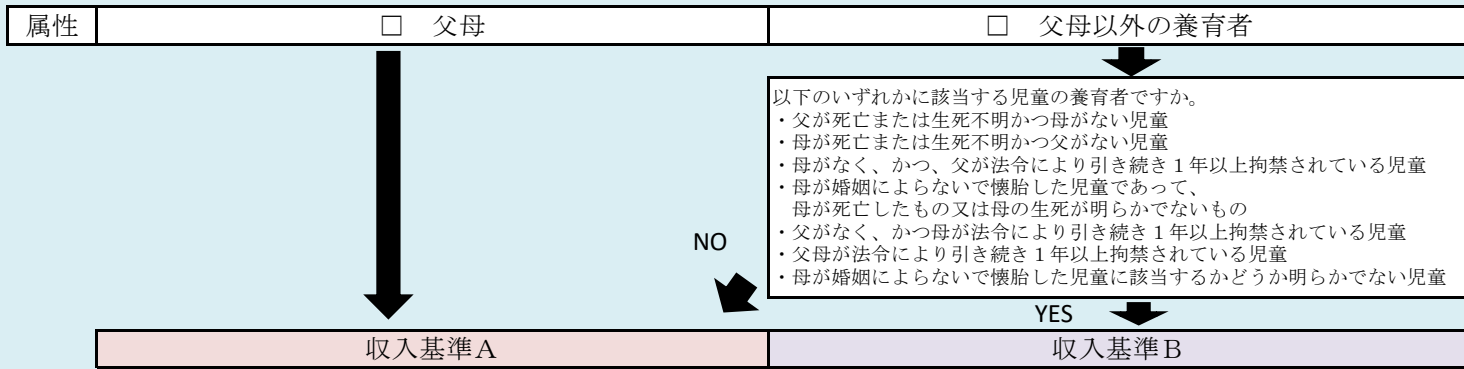 属性
□ 父母
□ 父母以外の養育者
以下のいずれかに該当する児童の養育者ですか。
・父が死亡または生死不明かつ母がない児童
・母が死亡または生死不明かつ父がない児童
・母がなく、かつ、父が法令により引き続き１年以上拘禁されている児童
・母が婚姻によらないで懐胎した児童であって、
母が死亡したもの又は母の生死が明らかでないもの
・父がなく、かつ母が法令により引き続き１年以上拘禁されている児童
・父母が法令により引き続き１年以上拘禁されている児童
・母が婚姻によらないで懐胎した児童に該当するかどうか明らかでない児童
NO
YES
収入基準A
収入基準B